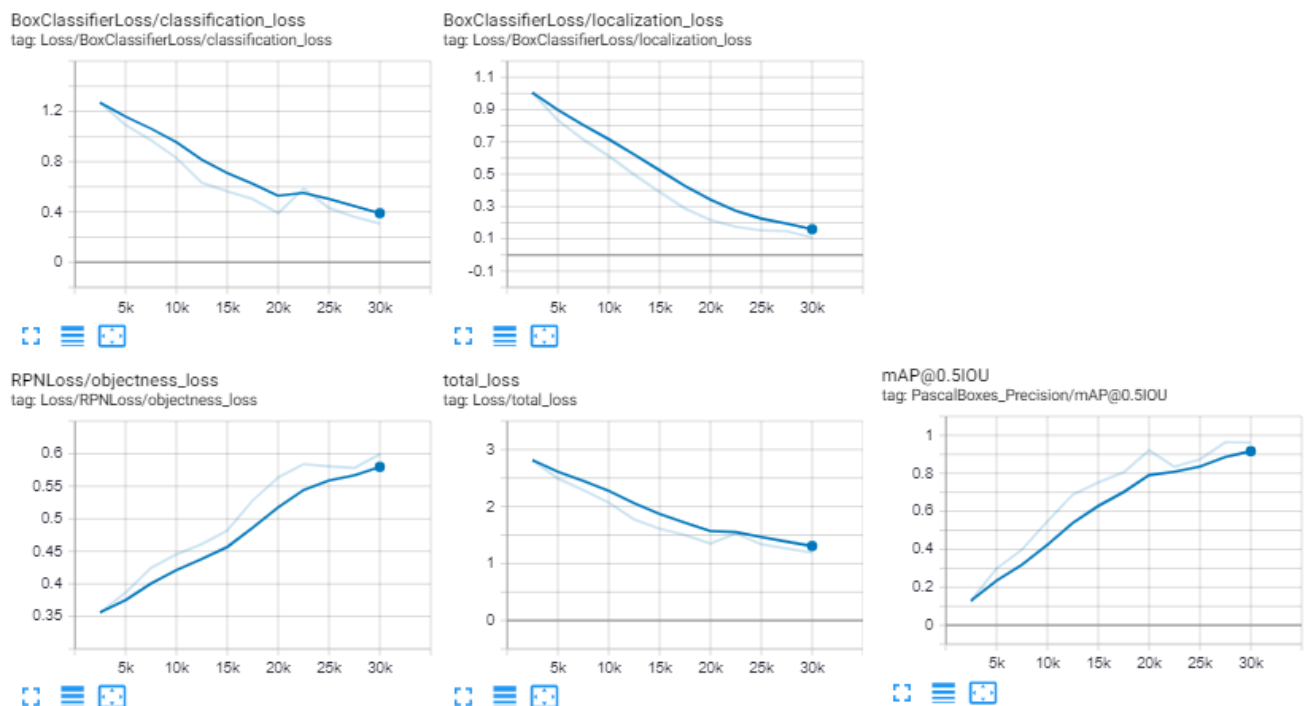 BoxClassifierLoss/classification_loss
tag: Loss/BoxClassifierLoss/classification_loss
1.2
0.8
0.4
0
5k 10k 15k 20k 25k 30k
BoxClassifierLoss/localization_loss
tag: Loss/BoxClassifierLoss/localization_loss
1.1
0.9
0.7
0.5
0.3
0.1
-0.1
5k 10k 15k 20k 25k 30k
RPNLoss/objectness_loss
tag: Loss/RPNLoss/objectness_loss
0.6
0.55
0.5
0.45
0.4
0.35
5k 10k 15k 20k 25k 30k
total_loss
tag: Loss/total_loss
3
2
1
0
5k 10k 15k 20k 25k 30k
mAP@0.5IOU
tag: PascalBoxes_Precision/mAP@0.5IOU
1
0.8
0.6
0.4
0.2
0
5k 10k 15k 20k 25k 30k